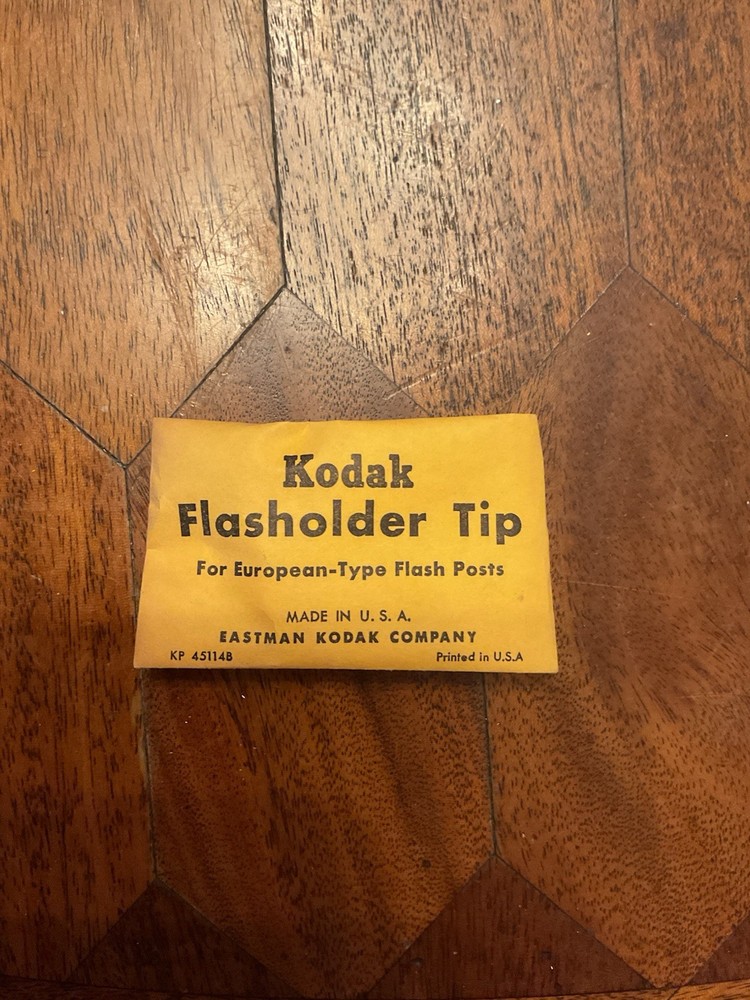 Kodak
Flasholder Tip
For European-Type Flash Posts
MADE IN U. S. A.
EASTMAN KODAK COMPANY
KP 45114B Printed in U.S.A